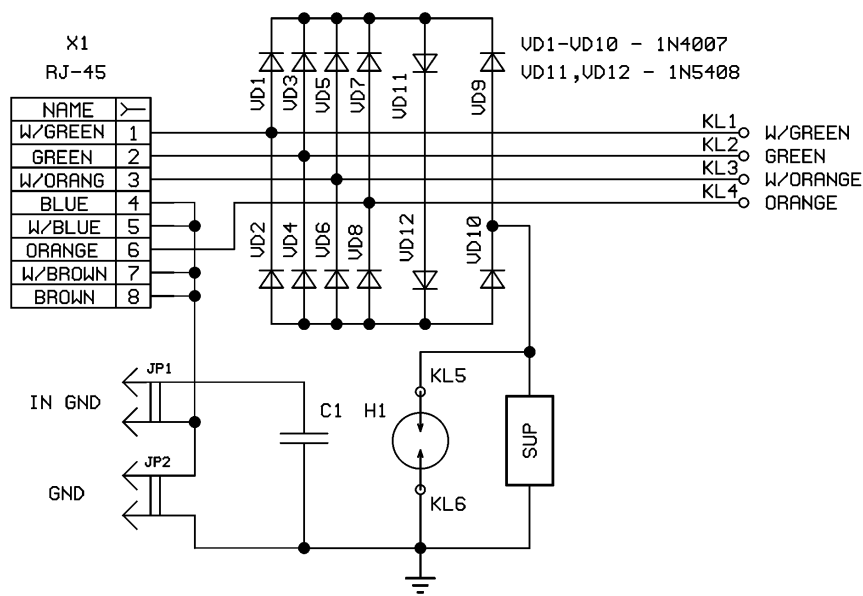 X1
RJ-45
VD1-VD10 - 1N4007
VD11,VD12 - 1N5408
VD1
VD3
VD5
VD7
VD11
VD9
NAME
W/GREEN 1
GREEN 2
W/ORANG 3
BLUE 4
W/BLUE 5
ORANGE 6
W/BROWN 7
BROWN 8
KL1 W/GREEN
KL2 GREEN
KL3 W/ORANGE
KL4 ORANGE
VD2
VD4
VD6
VD8
VD12
VD10
JP1
IN GND
C1
H1
KL5
SUP
JP2
GND
KL6